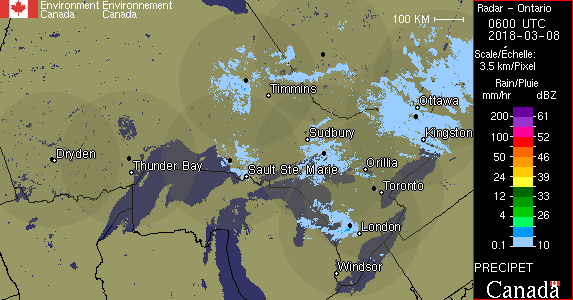 Environment Environnement
Canada Canada
100 KM
Timmins
Ottawa
Sudbury
Kingston
Dryden
Thunder Bay
Sault Ste. Marie
Orillia
Toronto
London
Windsor
Radar - Ontario
0600 UTC
2018-03-08
Scale/Échelle:
3.5 km/Pixel
Rain/Pluie
mm/hr dBZ
200 61
100 52
50 46
24 39
12 33
4 26
0.1 10
PRECIPET
Canada